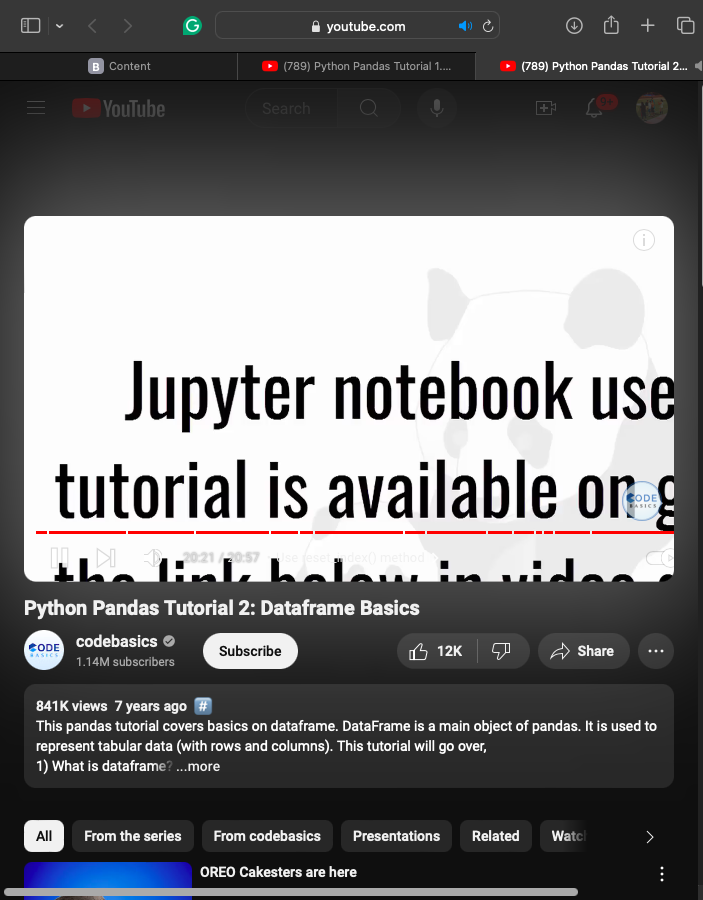 youtube.com
B Content
(789) Python Pandas Tutorial 1....
(789) Python Pandas Tutorial 2...
YouTube
Search
9+
Jupyter notebook use
tutorial is available on g
CODE
BASICS
20:21 / 20:57 Use reset_index() method
the link below in video
Python Pandas Tutorial 2: Dataframe Basics
CODE
BASICS
codebasics
1.14M subscribers
Subscribe
12K
Share
841K views 7 years ago #
This pandas tutorial covers basics on dataframe. DataFrame is a main object of pandas. It is used to
represent tabular data (with rows and columns). This tutorial will go over,
1) What is dataframe? ...more
All
From the series
From codebasics
Presentations
Related
Watc
OREO Cakesters are here